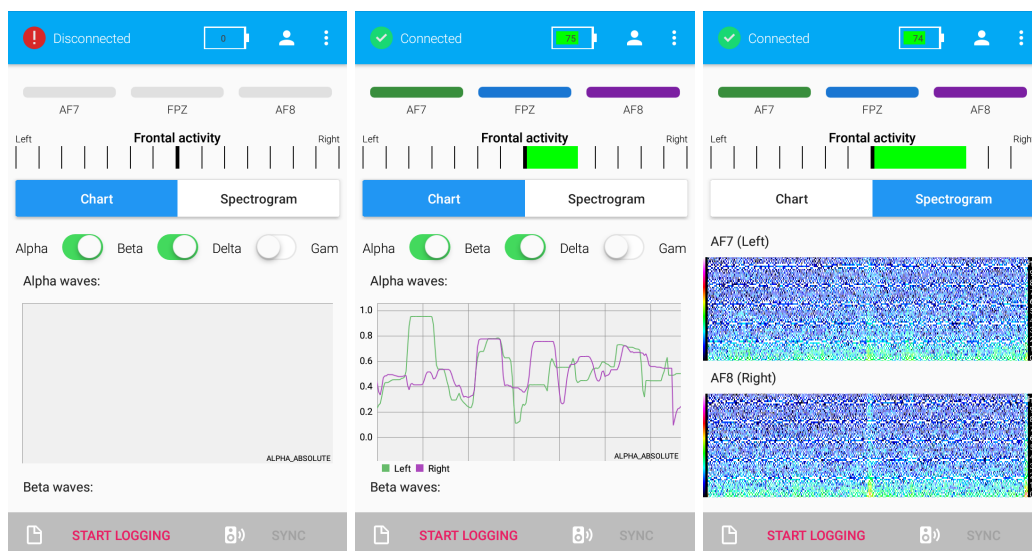 Disconnected 0
AF7 FPZ AF8
Left Frontal activity Right
Chart Spectrogram
Alpha Beta Delta Gam
Alpha waves:
ALPHA_ABSOLUTE
Beta waves:
START LOGGING SYNC
Connected 75
AF7 FPZ AF8
Left Frontal activity Right
Chart Spectrogram
Alpha Beta Delta Gam
Alpha waves:
1.0
0.8
0.6
0.4
0.2
0.0
ALPHA_ABSOLUTE
Left Right
Beta waves:
START LOGGING SYNC
Connected 74
AF7 FPZ AF8
Left Frontal activity Right
Chart Spectrogram
AF7 (Left)
AF8 (Right)
START LOGGING SYNC